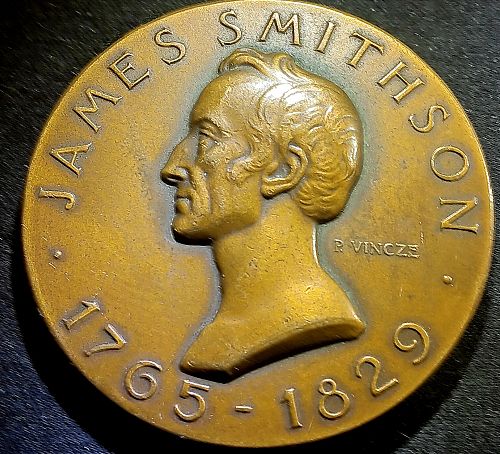 · JAMES SMITHSON ·
P. VINCZE
1765 - 1829